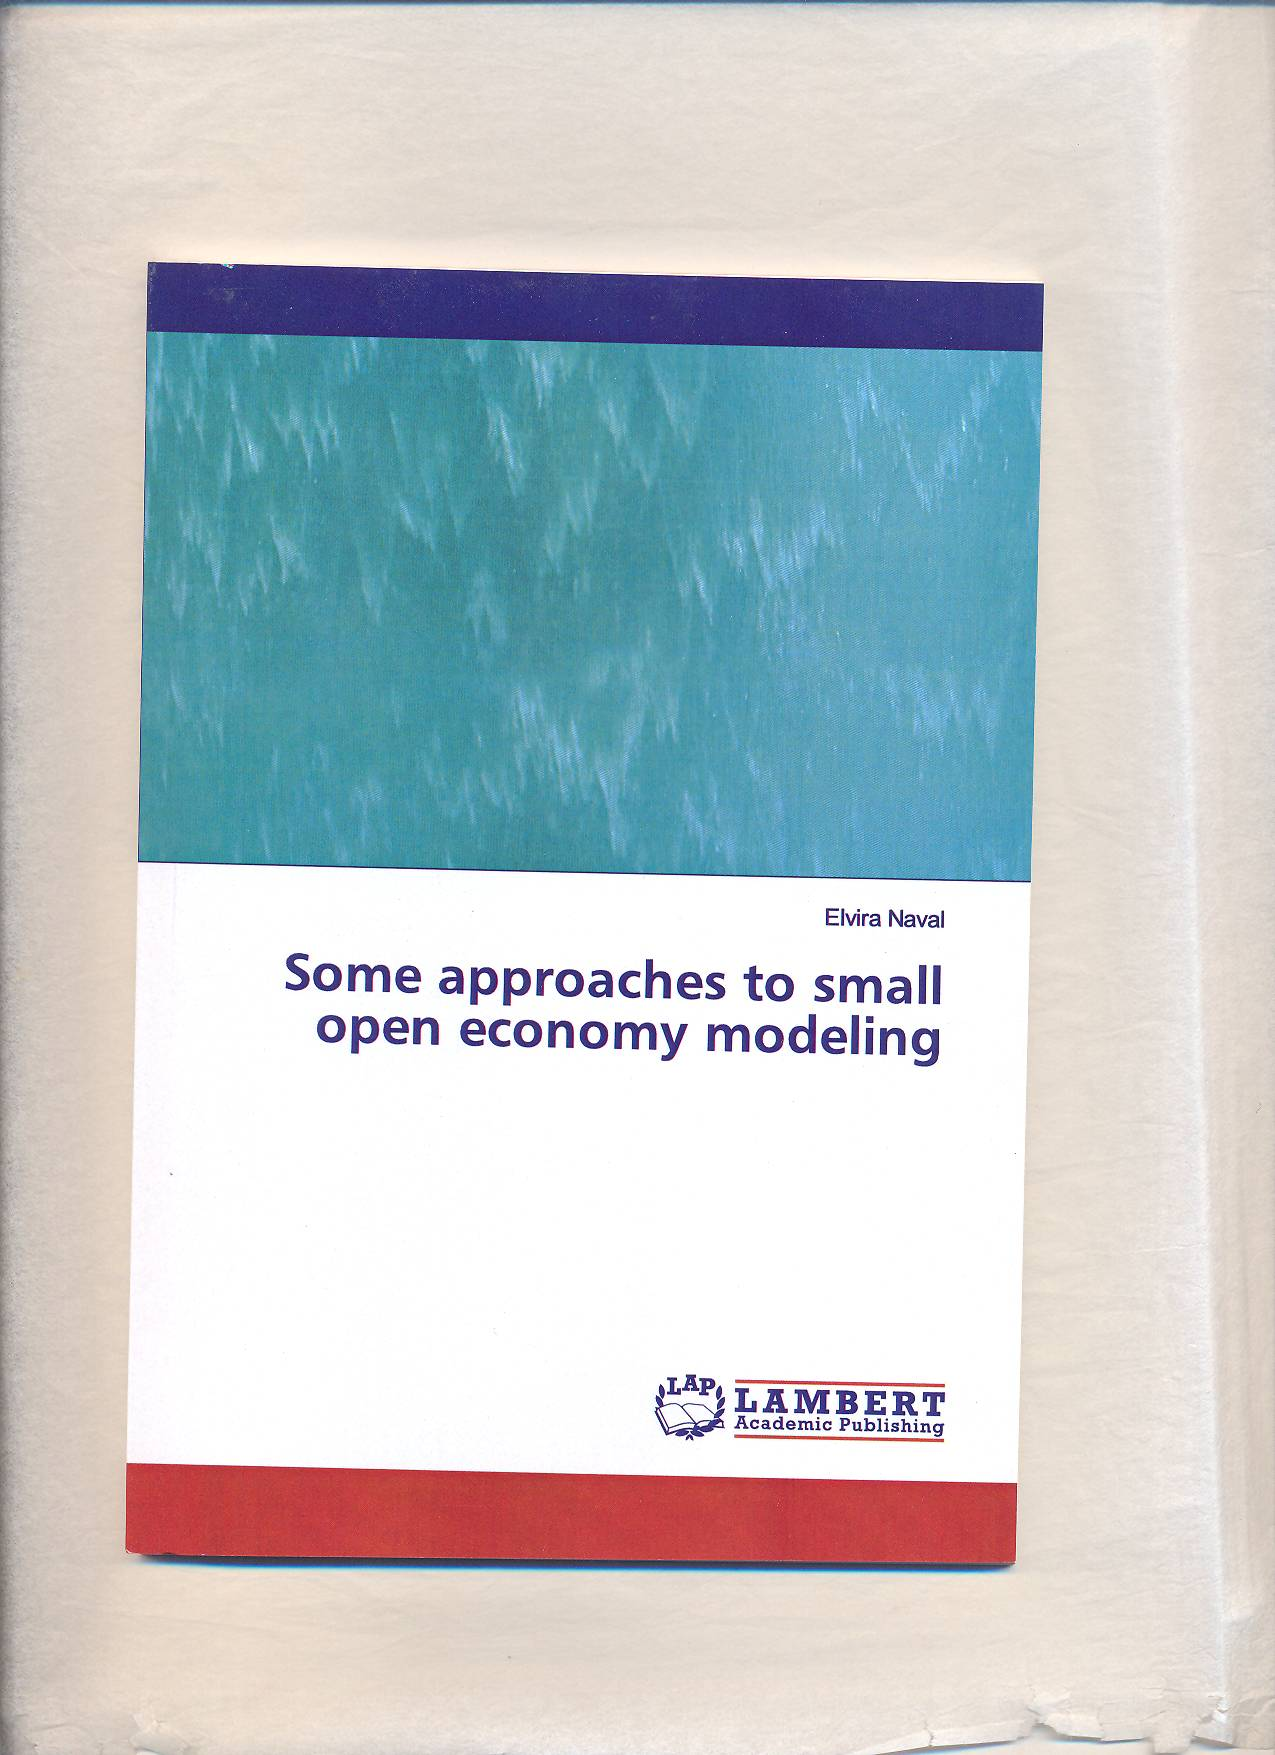 Elvira Naval
Some approaches to small
open economy modeling
LAP
LAMBERT
Academic Publishing